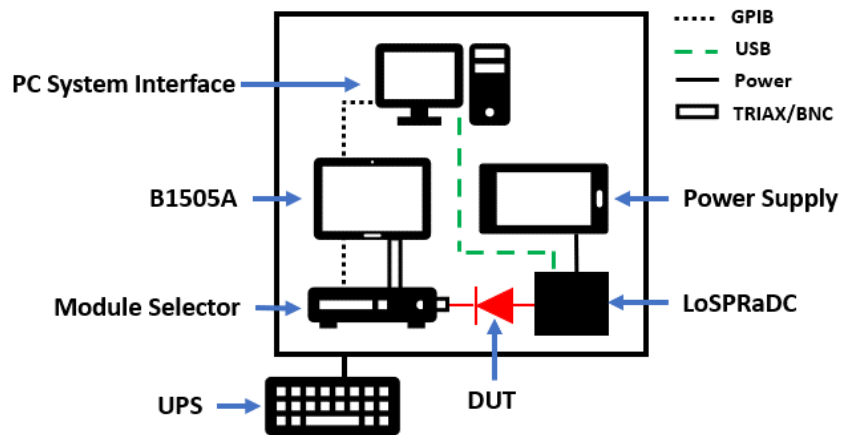 GPIB
USB
Power
TRIAX/BNC
PC System Interface
B1505A
Power Supply
Module Selector
LoSPRaDC
UPS
DUT